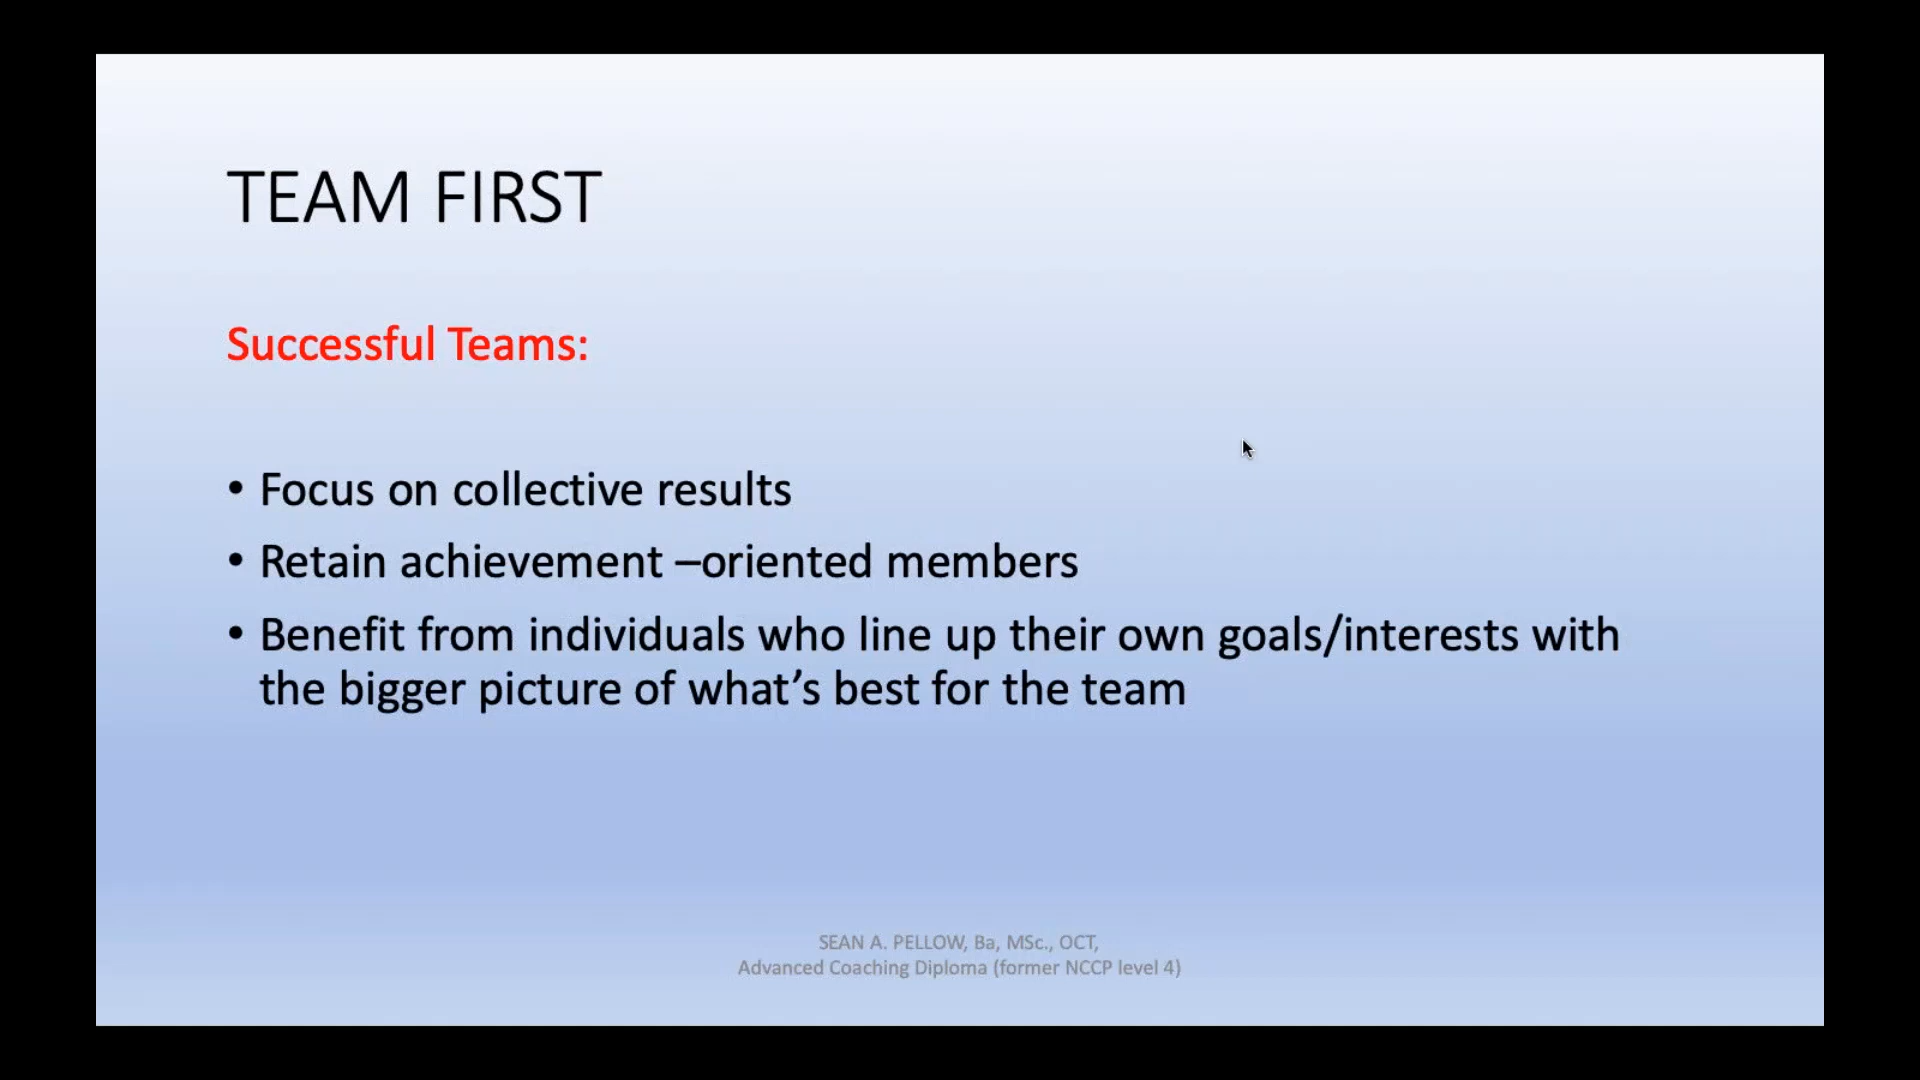 TEAM FIRST
Successful Teams:
• Focus on collective results
• Retain achievement –oriented members
• Benefit from individuals who line up their own goals/interests with
the bigger picture of what’s best for the team
SEAN A. PELLOW, Ba, MSc., OCT,
Advanced Coaching Diploma (former NCCP level 4)